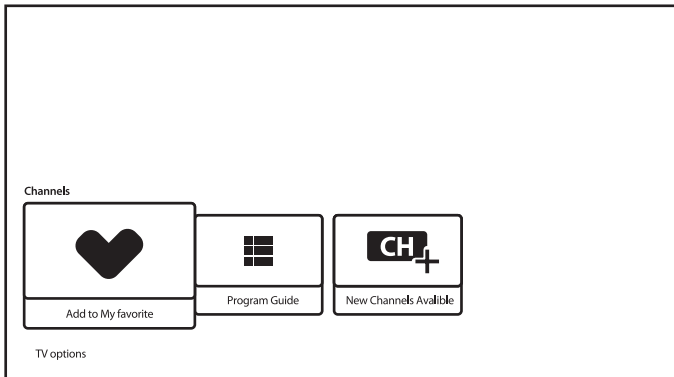 Channels
CH
Add to My favorite
Program Guide
New Channels Avalible
TV options